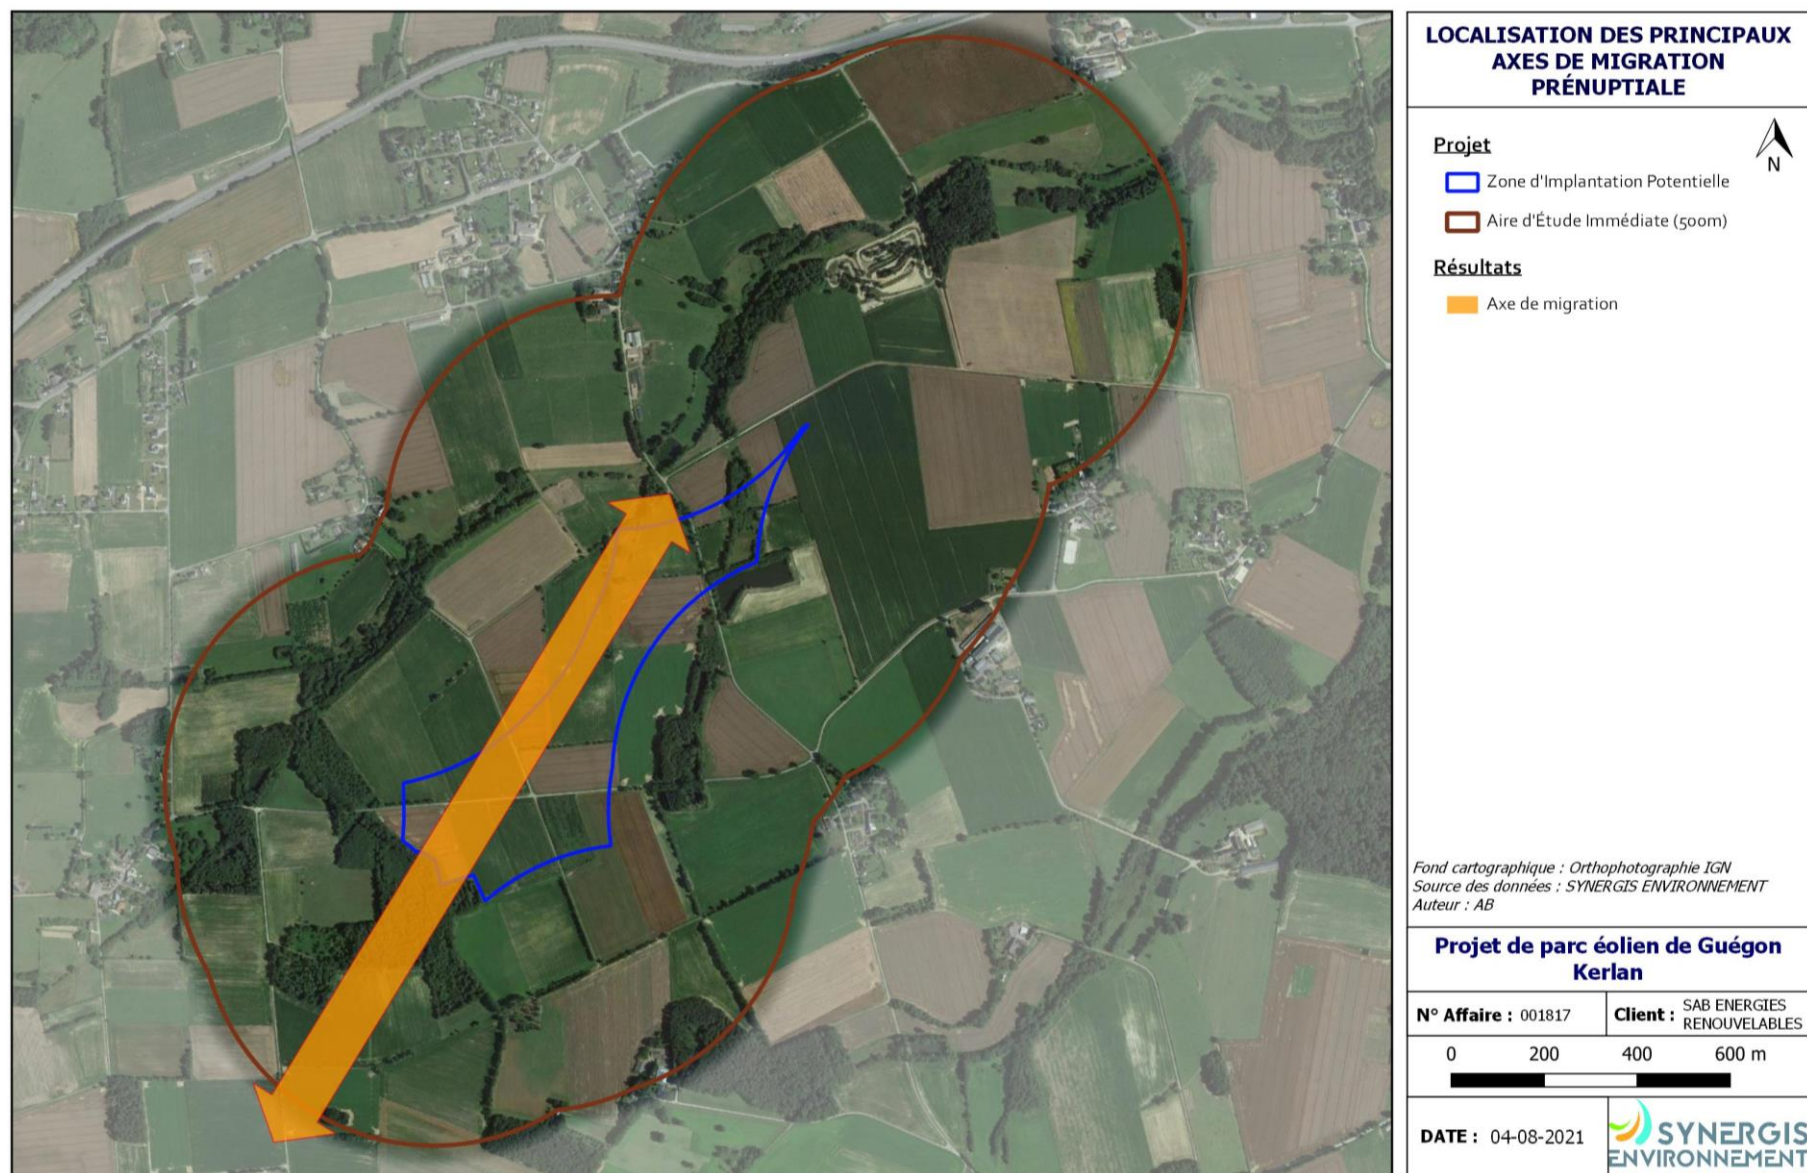 LOCALISATION DES PRINCIPAUX
AXES DE MIGRATION
PRÉNUPTIALE
N
Projet
Zone d'Implantation Potentielle
Aire d'Étude Immédiate (500m)
Résultats
Axe de migration
Fond cartographique : Orthophotographie IGN
Source des données : SYNERGIS ENVIRONNEMENT
Auteur : AB
Projet de parc éolien de Guégon
Kerlan
N° Affaire : 001817
Client : SAB ENERGIES
RENOUVELABLES
0 200 400 600 m
DATE : 04-08-2021
SYNERGIS
ENVIRONNEMENT